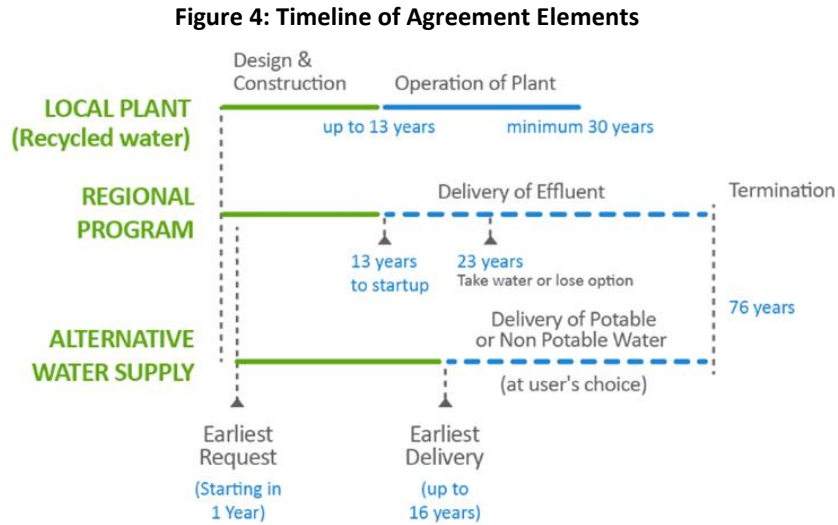 Figure 4: Timeline of Agreement Elements
Design &
Construction
Operation of Plant
LOCAL PLANT
(Recycled water)
up to 13 years
minimum 30 years
REGIONAL
PROGRAM
Delivery of Effluent
Termination
13 years
to startup
23 years
Take water or lose option
76 years
ALTERNATIVE
WATER SUPPLY
Delivery of Potable
or Non Potable Water
(at user's choice)
Earliest
Request
(Starting in
1 Year)
Earliest
Delivery
(up to
16 years)